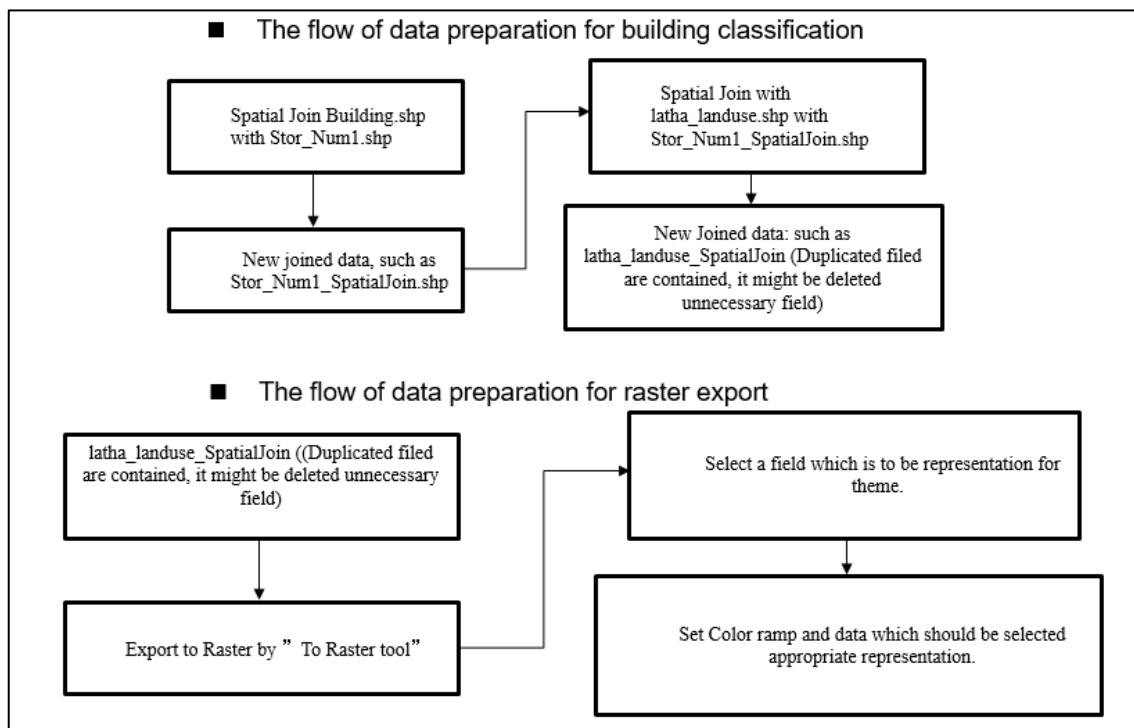 ■ The flow of data preparation for building classification
Spatial Join Building.shp
with Stor_Num1.shp
New joined data, such as
Stor_Num1_SpatialJoin.shp
Spatial Join with
latha_landuse.shp with
Stor_Num1_SpatialJoin.shp
New Joined data: such as
latha_landuse_SpatialJoin (Duplicated filed
are contained, it might be deleted
unnecessary field)
■ The flow of data preparation for raster export
latha_landuse_SpatialJoin ((Duplicated filed
are contained, it might be deleted unnecessary
field)
Export to Raster by ” To Raster tool”
Select a field which is to be representation for
theme.
Set Color ramp and data which should be selected
appropriate representation.